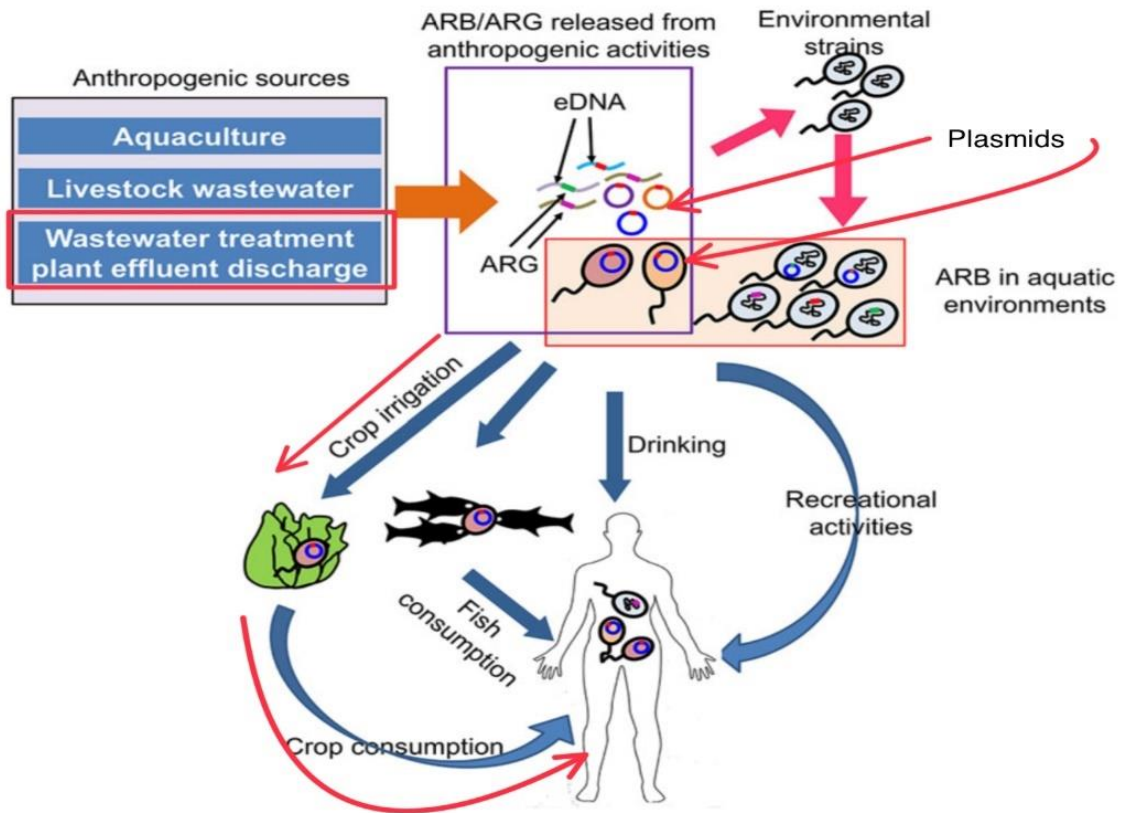 ARB/ARG released from
anthropogenic activities
Environmental
strains
Anthropogenic sources
Aquaculture
Livestock wastewater
Wastewater treatment
plant effluent discharge
eDNA
ARG
Plasmids
ARB in aquatic
environments
Crop irrigation
Drinking
Recreational
activities
Fish
consumption
Crop consumption